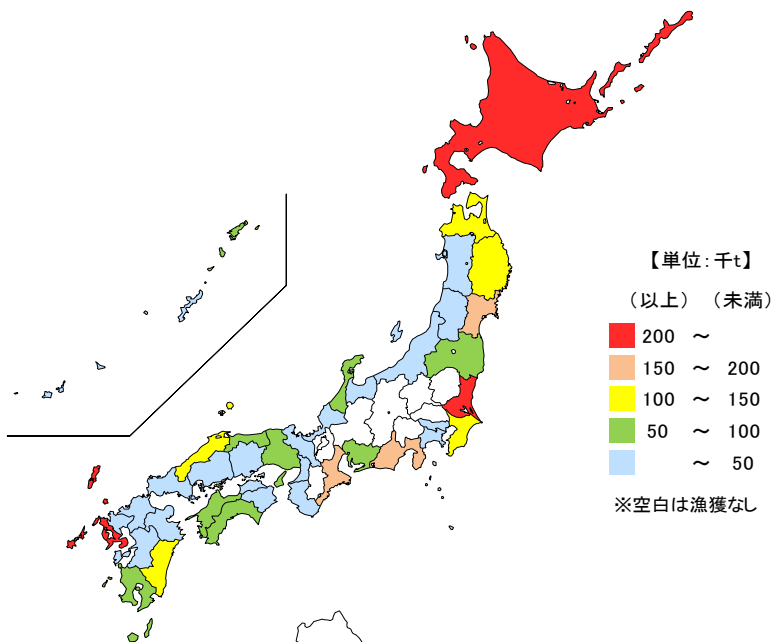 【単位:千t】
（以上） （未満）
200 ～
150 ～ 200
100 ～ 150
50 ～ 100
～ 50
※空白は漁獲なし